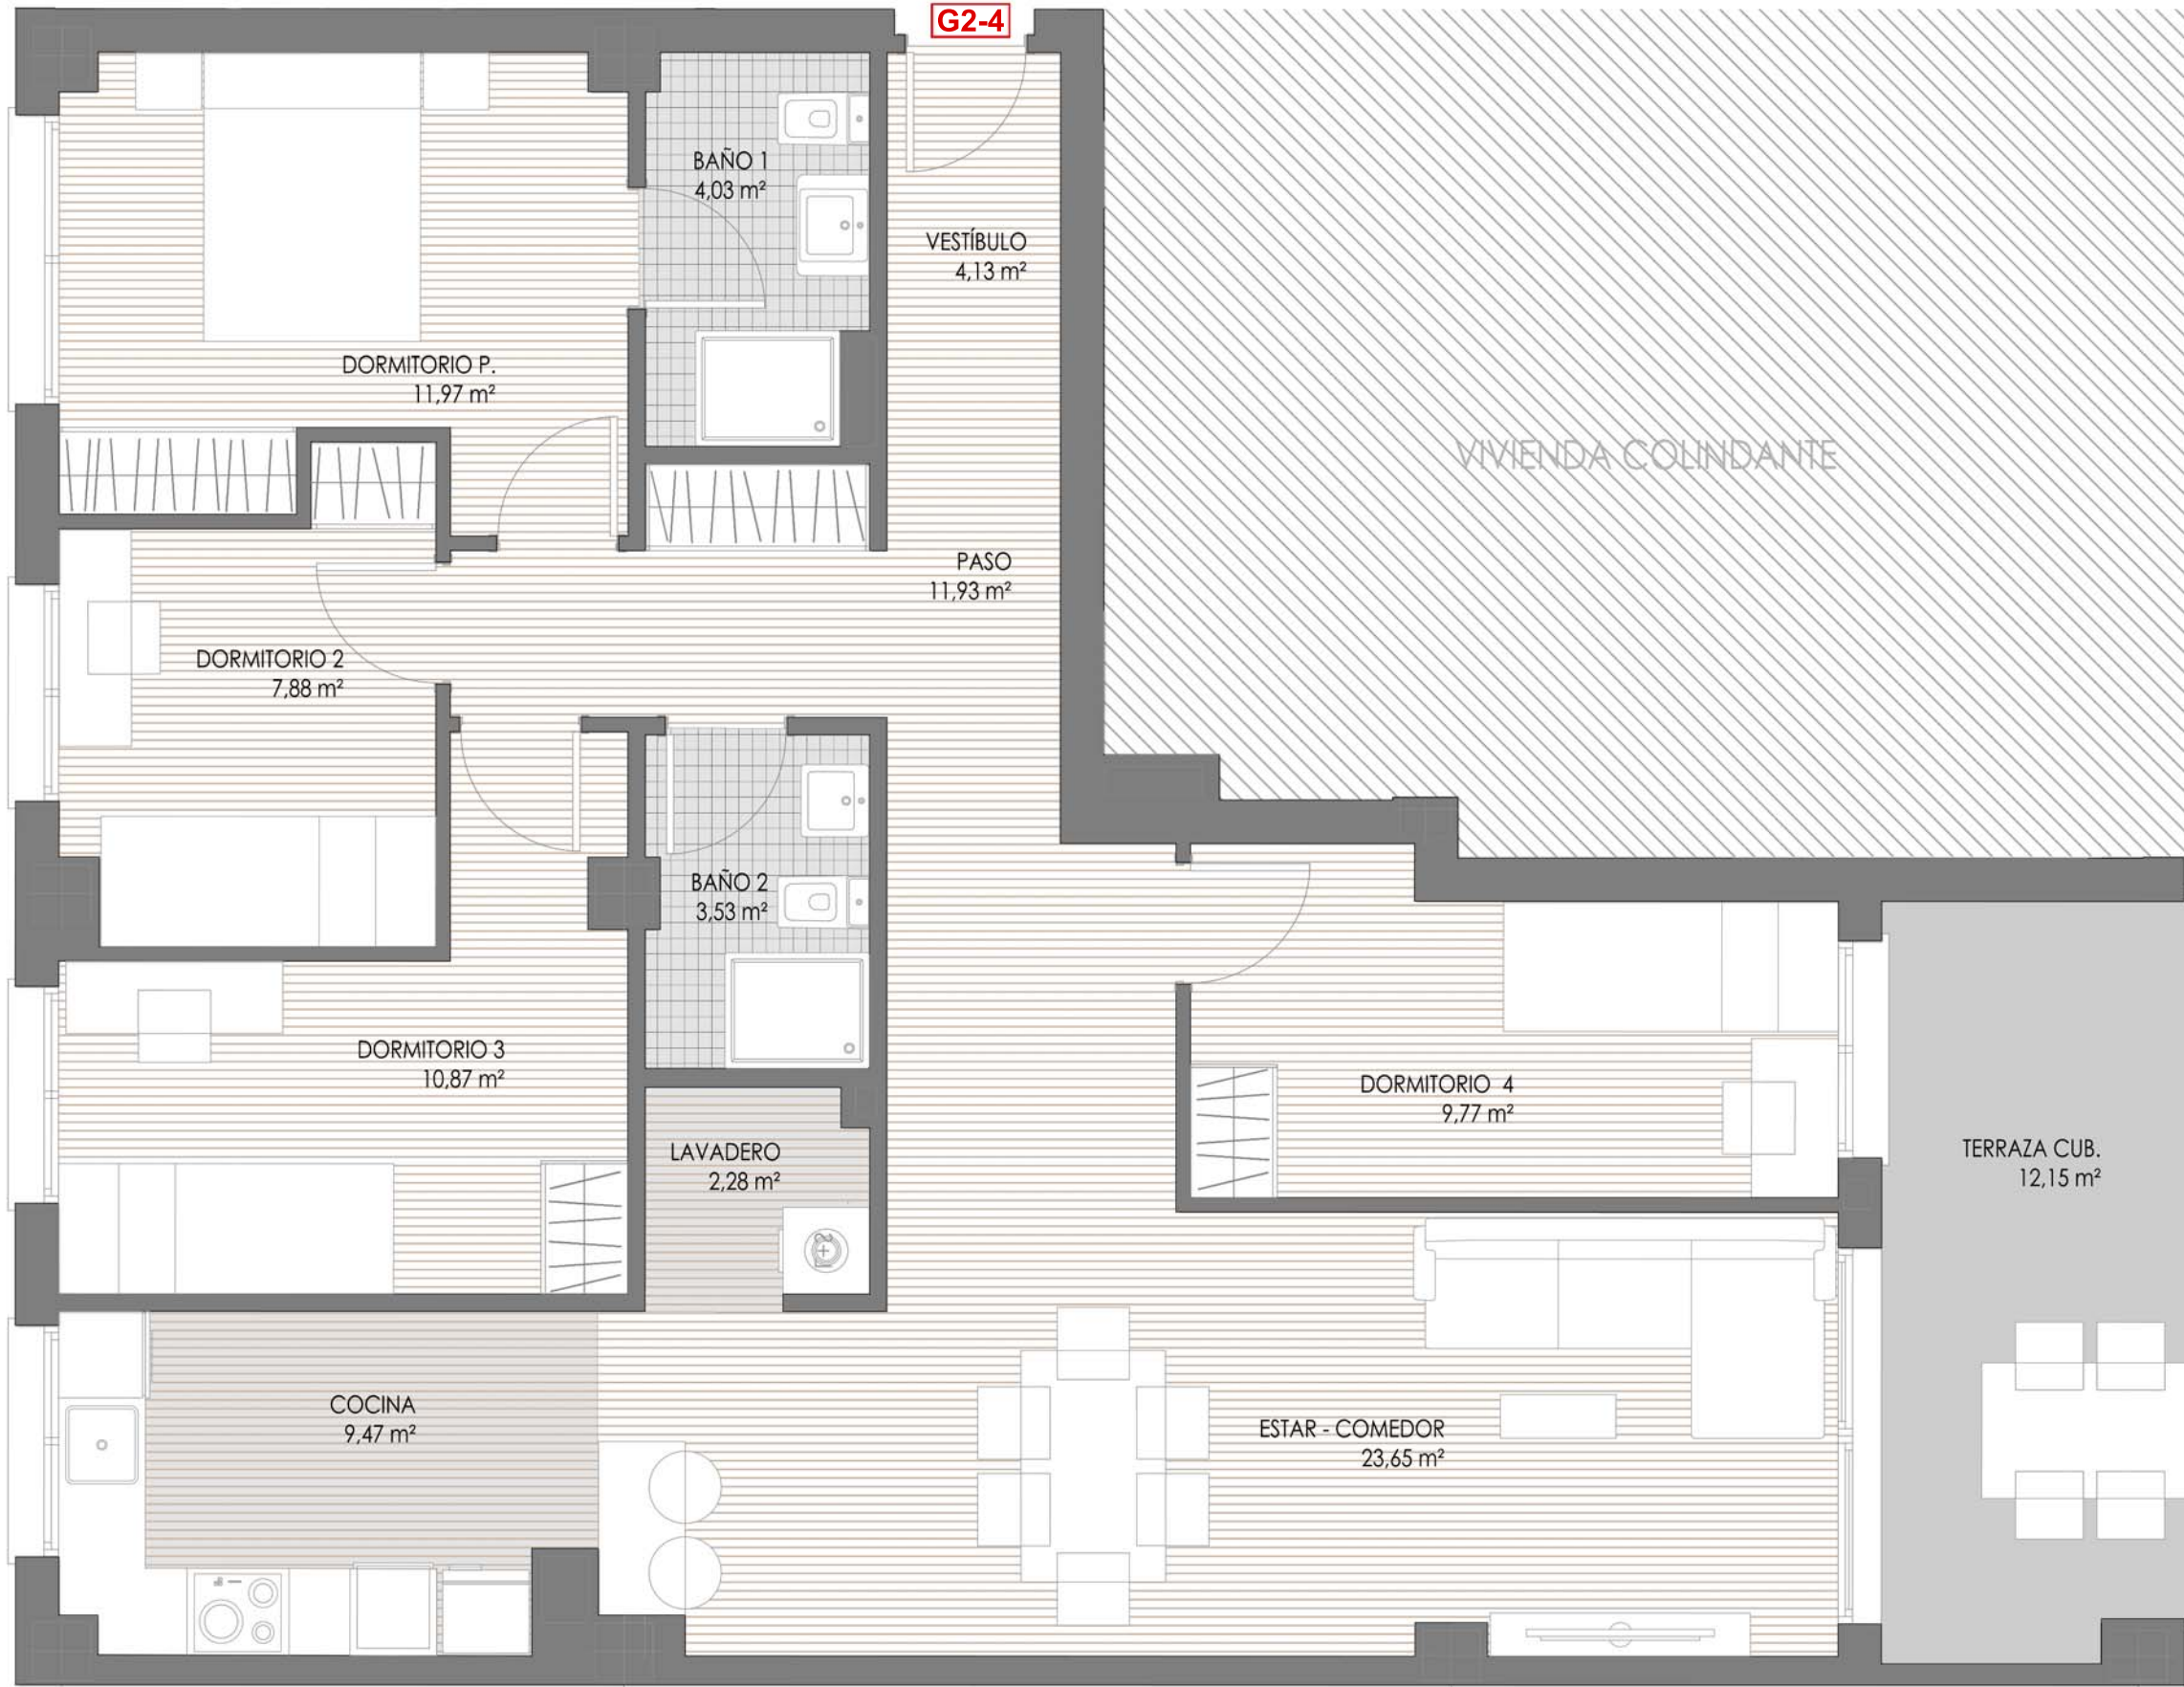 G2-4
BAÑO 1
4,03 m²
VESTÍBULO
4,13 m²
DORMITORIO P.
11,97 m²
VIVIENDA COLINDANTE
PASO
11,93 m²
DORMITORIO 2
7,88 m²
BAÑO 2
3,53 m²
DORMITORIO 3
10,87 m²
DORMITORIO 4
9,77 m²
LAVADERO
2,28 m²
TERRAZA CUB.
12,15 m²
COCINA
9,47 m²
ESTAR - COMEDOR
23,65 m²